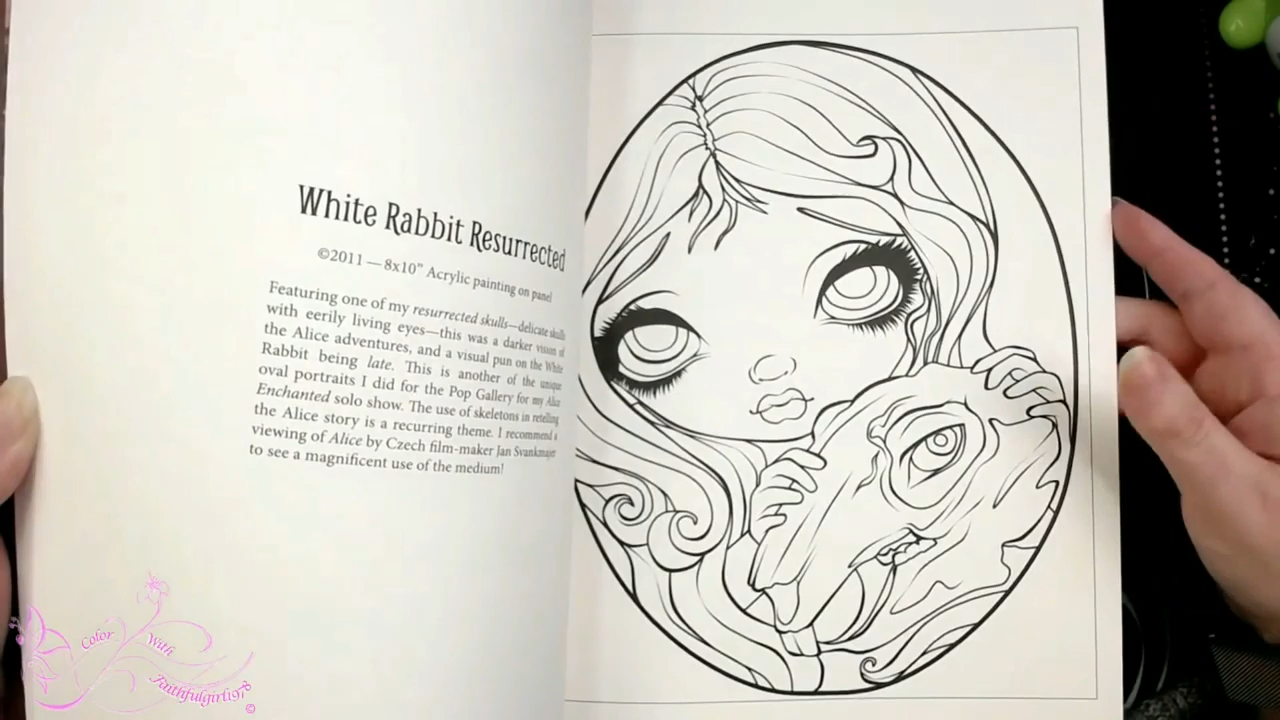 White Rabbit Resurrected
©2011—8x10” Acrylic painting on panel
Featuring one of my resurrected skulls—delicate skulls
with eerily living eyes—this was a darker vision of
the Alice adventures, and a visual pun on the White
Rabbit being late. This is another of the unique
oval portraits I did for the Pop Gallery for my Alice
Enchanted solo show. The use of skeletons in retelling
the Alice story is a recurring theme. I recommend a
viewing of Alice by Czech film-maker Jan Svankmajer
to see a magnificent use of the medium!
Color With
Faithfulgirl1978
©